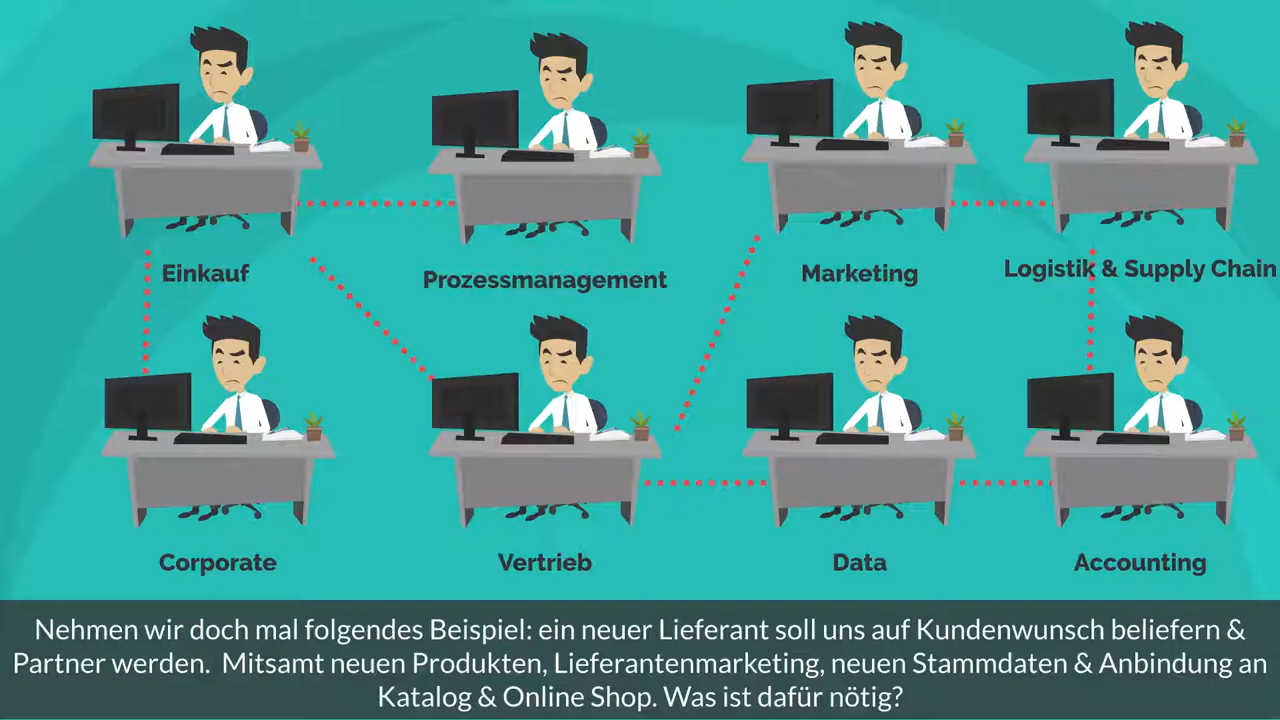 Einkauf
Prozessmanagement
Marketing
Logistik & Supply Chain
Corporate
Vertrieb
Data
Accounting
Nehmen wir doch mal folgendes Beispiel: ein neuer Lieferant soll uns auf Kundenwunsch beliefern &
Partner werden. Mitsamt neuen Produkten, Lieferantenmarketing, neuen Stammdaten & Anbindung an
Katalog & Online Shop. Was ist dafür nötig?